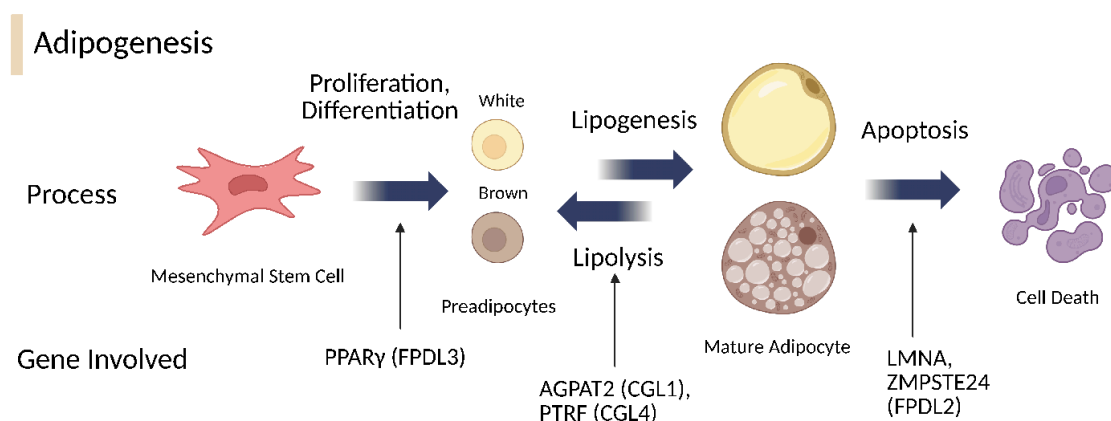 Adipogenesis
Proliferation,
Differentiation
White
Lipogenesis
Apoptosis
Process
Brown
Lipolysis
Mesenchymal Stem Cell
Preadipocytes
Mature Adipocyte
Cell Death
Gene Involved
PPARγ (FPDL3)
AGPAT2 (CGL1),
PTRF (CGL4)
LMNA,
ZMPSTE24
(FPDL2)